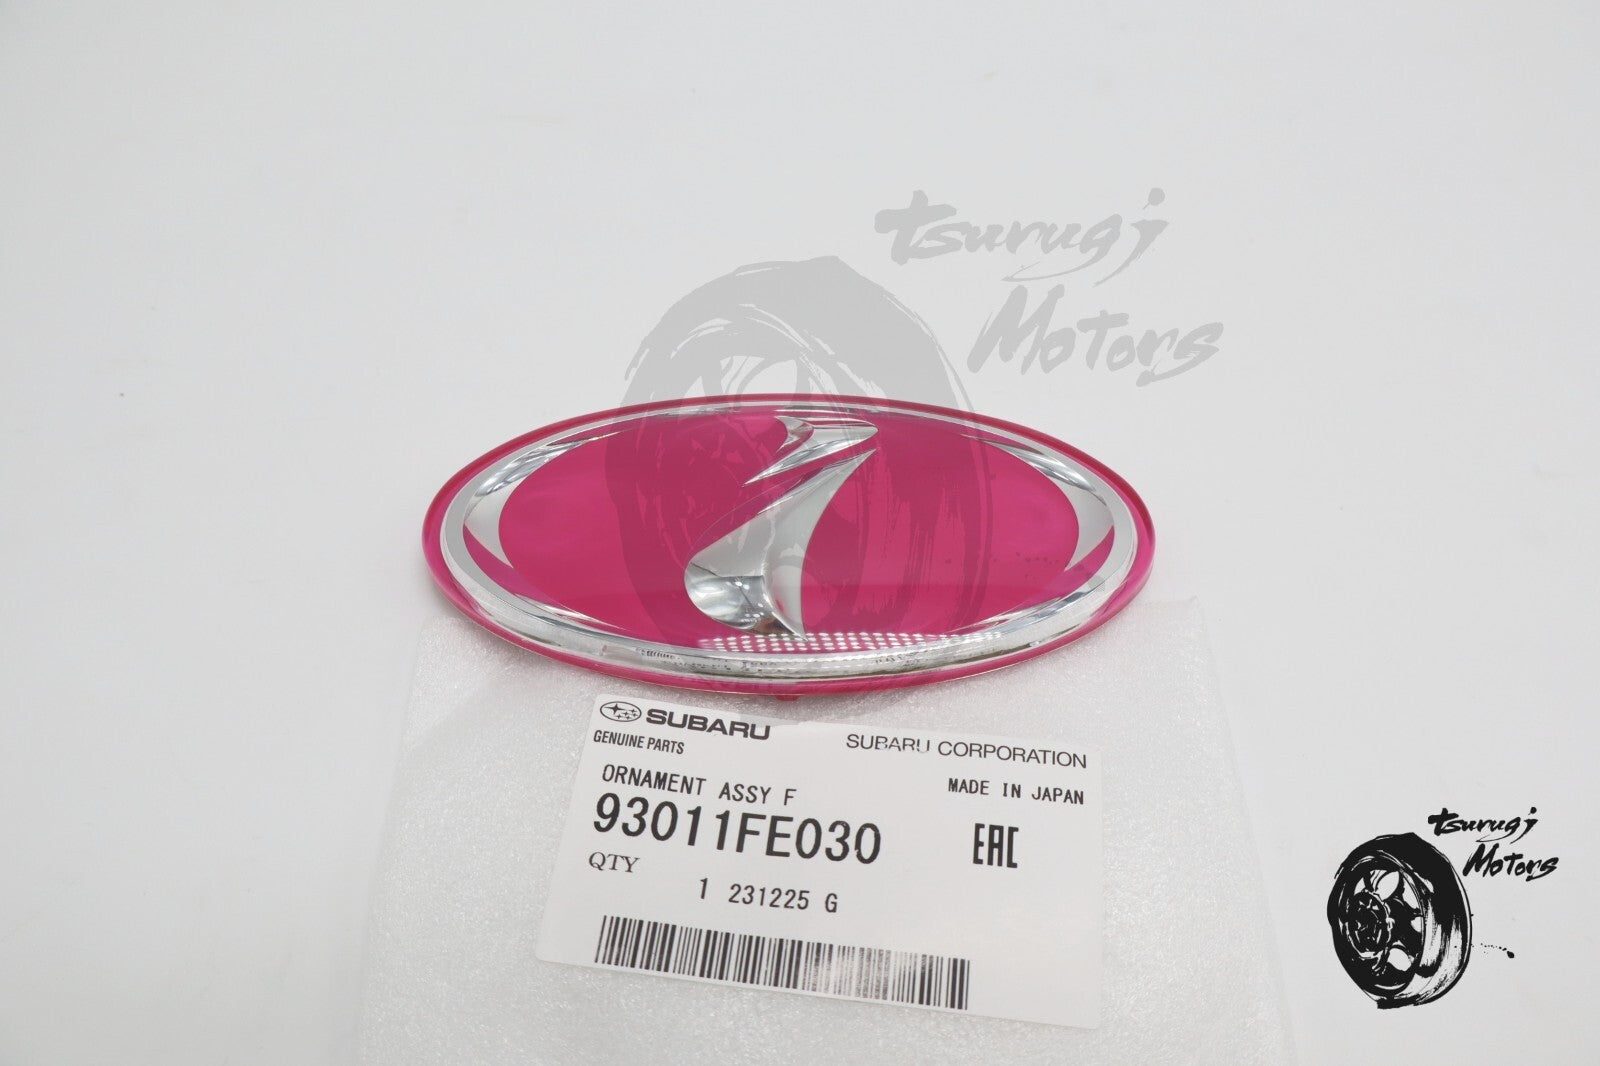 tsurugi
Motors
SUBARU
GENUINE PARTS
SUBARU CORPORATION
ORNAMENT ASSY F
MADE IN JAPAN
93011FE030
EAC
QTY
1 231225 G
tsurugi
Motors